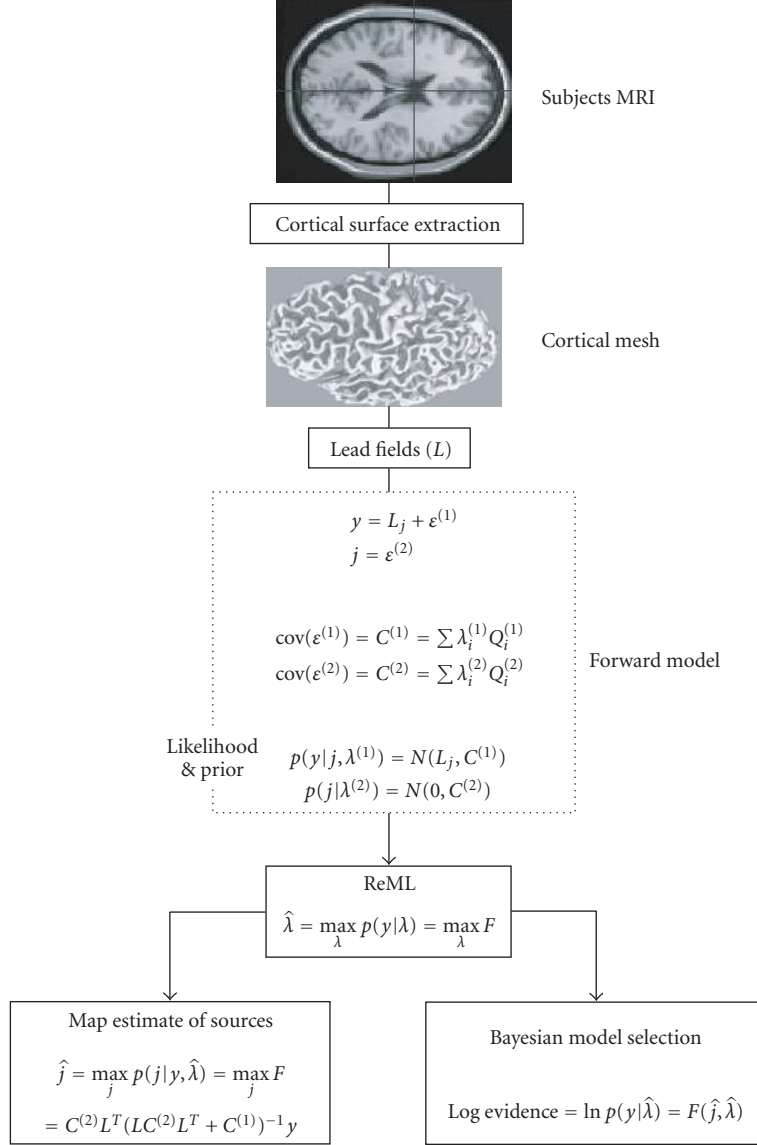 Subjects MRI
Cortical surface extraction
Cortical mesh
Lead fields (L)
y = L_j + ε^(1)
j = ε^(2)
cov(ε^(1)) = C^(1) = ∑ λ_i^(1) Q_i^(1)
cov(ε^(2)) = C^(2) = ∑ λ_i^(2) Q_i^(2)
Forward model
Likelihood
& prior
p(y|j, λ^(1)) = N(L_j, C^(1))
p(j|λ^(2)) = N(0, C^(2))
ReML
λ̂ = max_λ p(y|λ) = max_λ F
Map estimate of sources
ĵ = max_j p(j|y, λ̂) = max_j F
= C^(2) L^T (LC^(2) L^T + C^(1))^−1 y
Bayesian model selection
Log evidence = ln p(y|λ̂) = F(ĵ, λ̂)